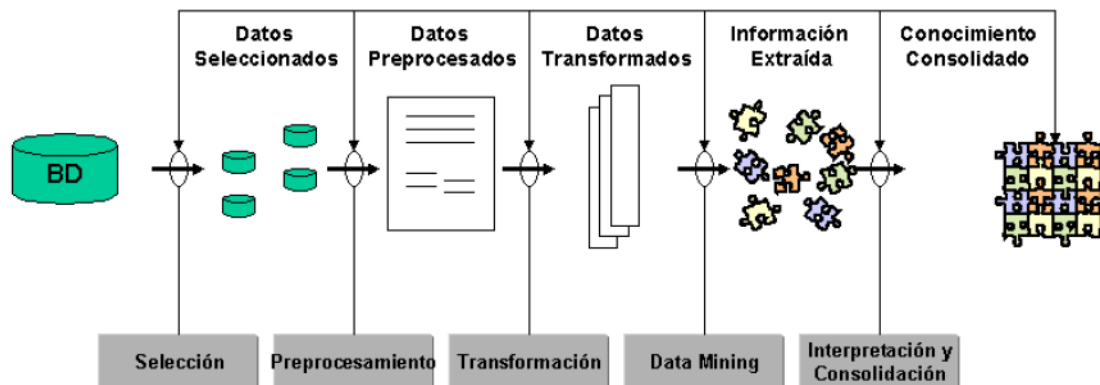 Datos
Seleccionados
Datos
Preprocesados
Datos
Transformados
Información
Extraída
Conocimiento
Consolidado
BD
Selección
Preprocesamiento
Transformación
Data Mining
Interpretación y
Consolidación